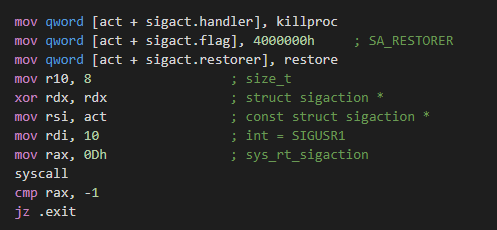 mov qword [act + sigact.handler], killproc
mov qword [act + sigact.flag], 4000000h     ; SA_RESTORER
mov qword [act + sigact.restorer], restore
mov r10, 8                  ; size_t
xor rdx, rdx                ; struct sigaction *
mov rsi, act                ; const struct sigaction *
mov rdi, 10                 ; int = SIGUSR1
mov rax, 0Dh                ; sys_rt_sigaction
syscall
cmp rax, -1
jz .exit